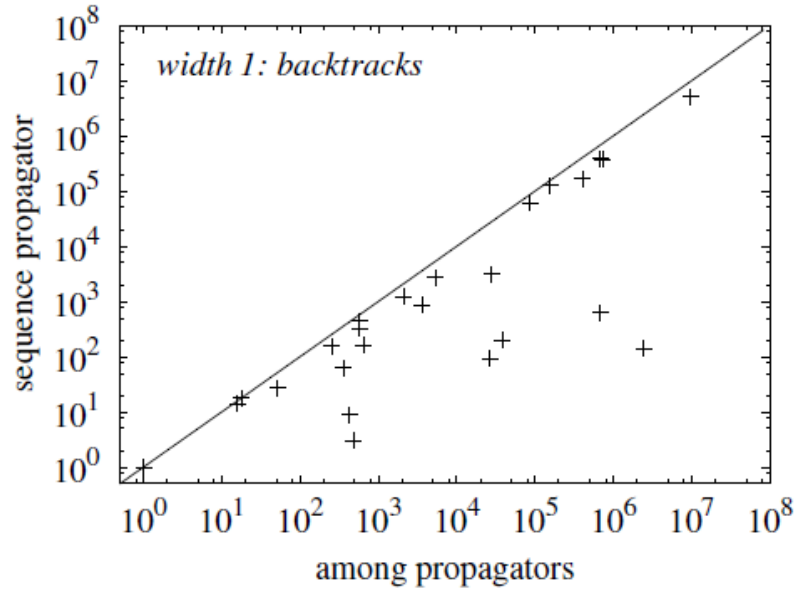 width 1: backtracks
sequence propagator
10^8
10^7
10^6
10^5
10^4
10^3
10^2
10^1
10^0
10^0 10^1 10^2 10^3 10^4 10^5 10^6 10^7 10^8
among propagators